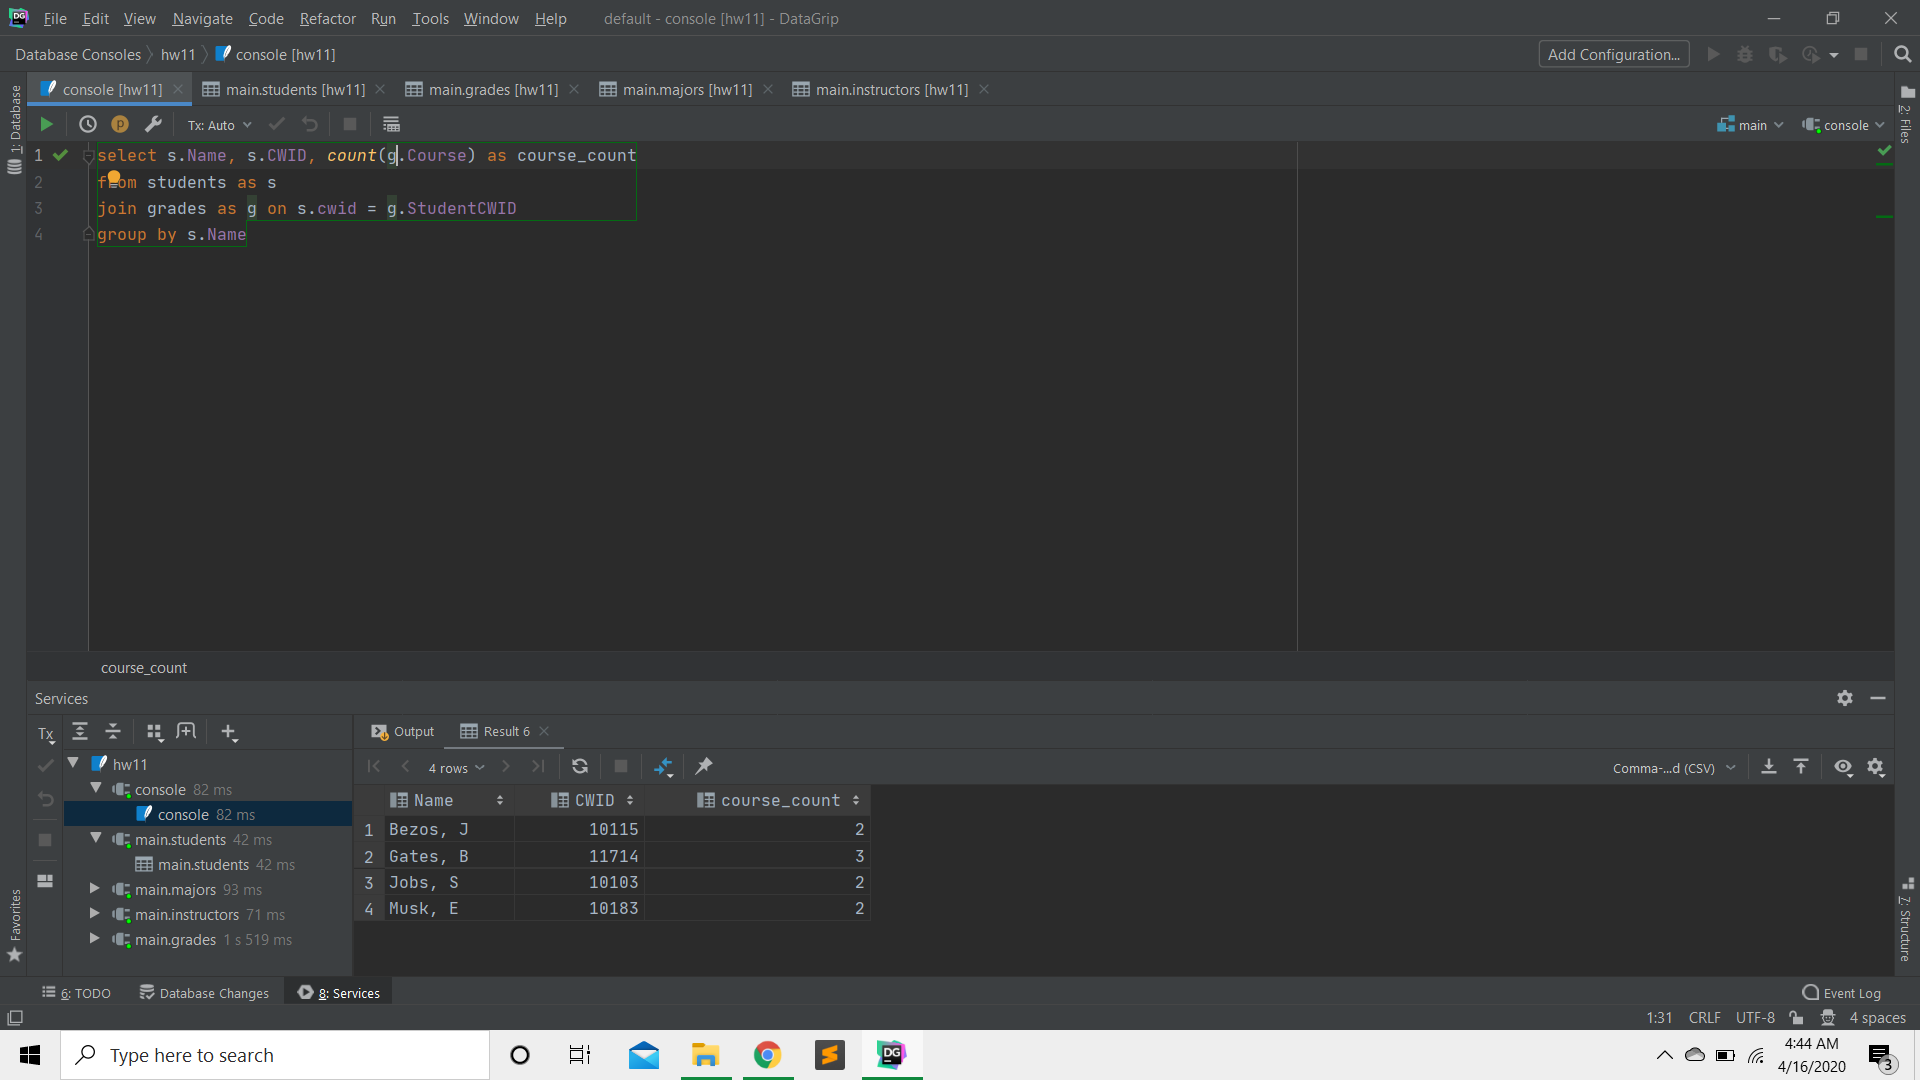 DG File Edit View Navigate Code Refactor Run Tools Window Help default - console [hw11] - DataGrip
Database Consoles hw11 console [hw11] Add Configuration...
console [hw11] main.students [hw11] main.grades [hw11] main.majors [hw11] main.instructors [hw11]
1: Database
2: Files
p Tx: Auto main console
1 select s.Name, s.CWID, count(g.Course) as course_count
2 from students as s
3 join grades as g on s.cwid = g.StudentCWID
4 group by s.Name
course_count
Services
Tx
Output Result 6
hw11
console 82 ms
console 82 ms
main.students 42 ms
main.students 42 ms
main.majors 93 ms
main.instructors 71 ms
main.grades 1 s 519 ms
4 rows Comma-...d (CSV)
Name CWID course_count
1 Bezos, J 10115 2
2 Gates, B 11714 3
3 Jobs, S 10103 2
4 Musk, E 10183 2
Favorites
7: Structure
6: TODO Database Changes 8: Services Event Log
1:31 CRLF UTF-8 4 spaces
Type here to search DG
4:44 AM
4/16/2020
3